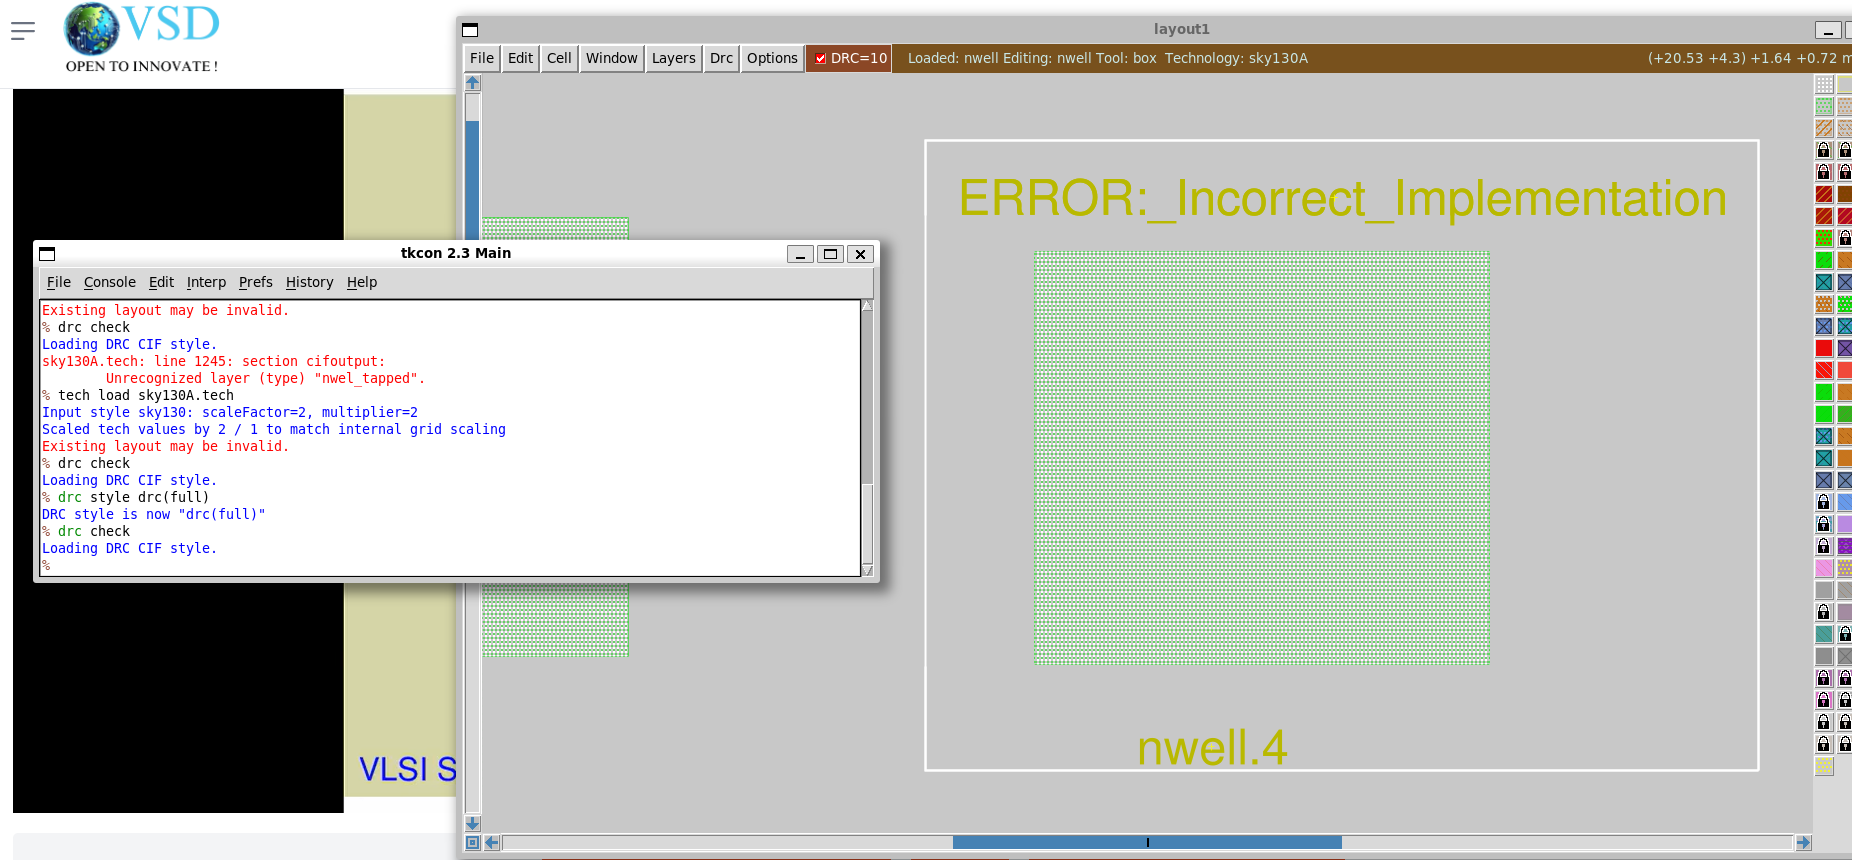 VSD
OPEN TO INNOVATE !
layout1
File Edit Cell Window Layers Drc Options DRC=10 Loaded: nwell Editing: nwell Tool: box Technology: sky130A (+20.53 +4.3) +1.64 +0.72 m
ERROR:_Incorrect_Implementation
nwell.4
tkcon 2.3 Main
File Console Edit Interp Prefs History Help
Existing layout may be invalid.
% drc check
Loading DRC CIF style.
sky130A.tech: line 1245: section cifoutput:
Unrecognized layer (type) "nwel_tapped".
% tech load sky130A.tech
Input style sky130: scaleFactor=2, multiplier=2
Scaled tech values by 2 / 1 to match internal grid scaling
Existing layout may be invalid.
% drc check
Loading DRC CIF style.
% drc style drc(full)
DRC style is now "drc(full)"
% drc check
Loading DRC CIF style.
%
VLSI S